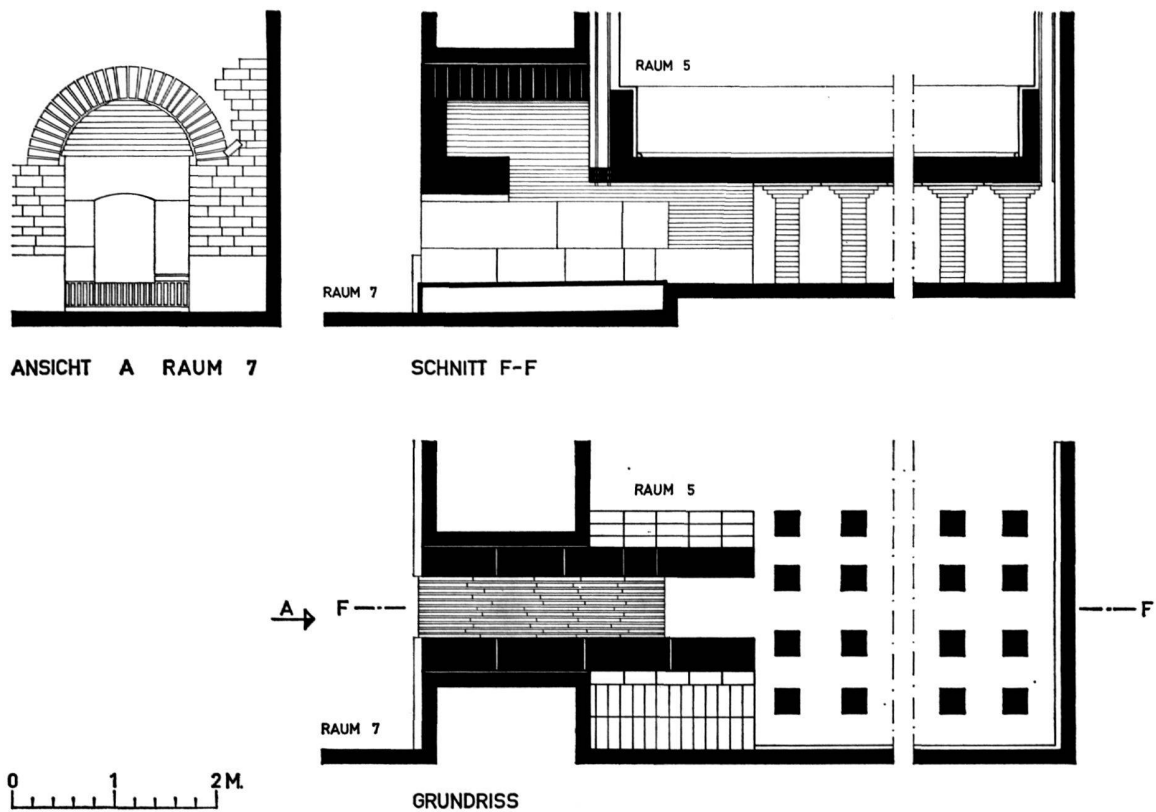 RAUM 5
RAUM 7
ANSICHT A RAUM 7
SCHNITT F-F
RAUM 5
A F F
RAUM 7
0 1 2 M.
GRUNDRISS